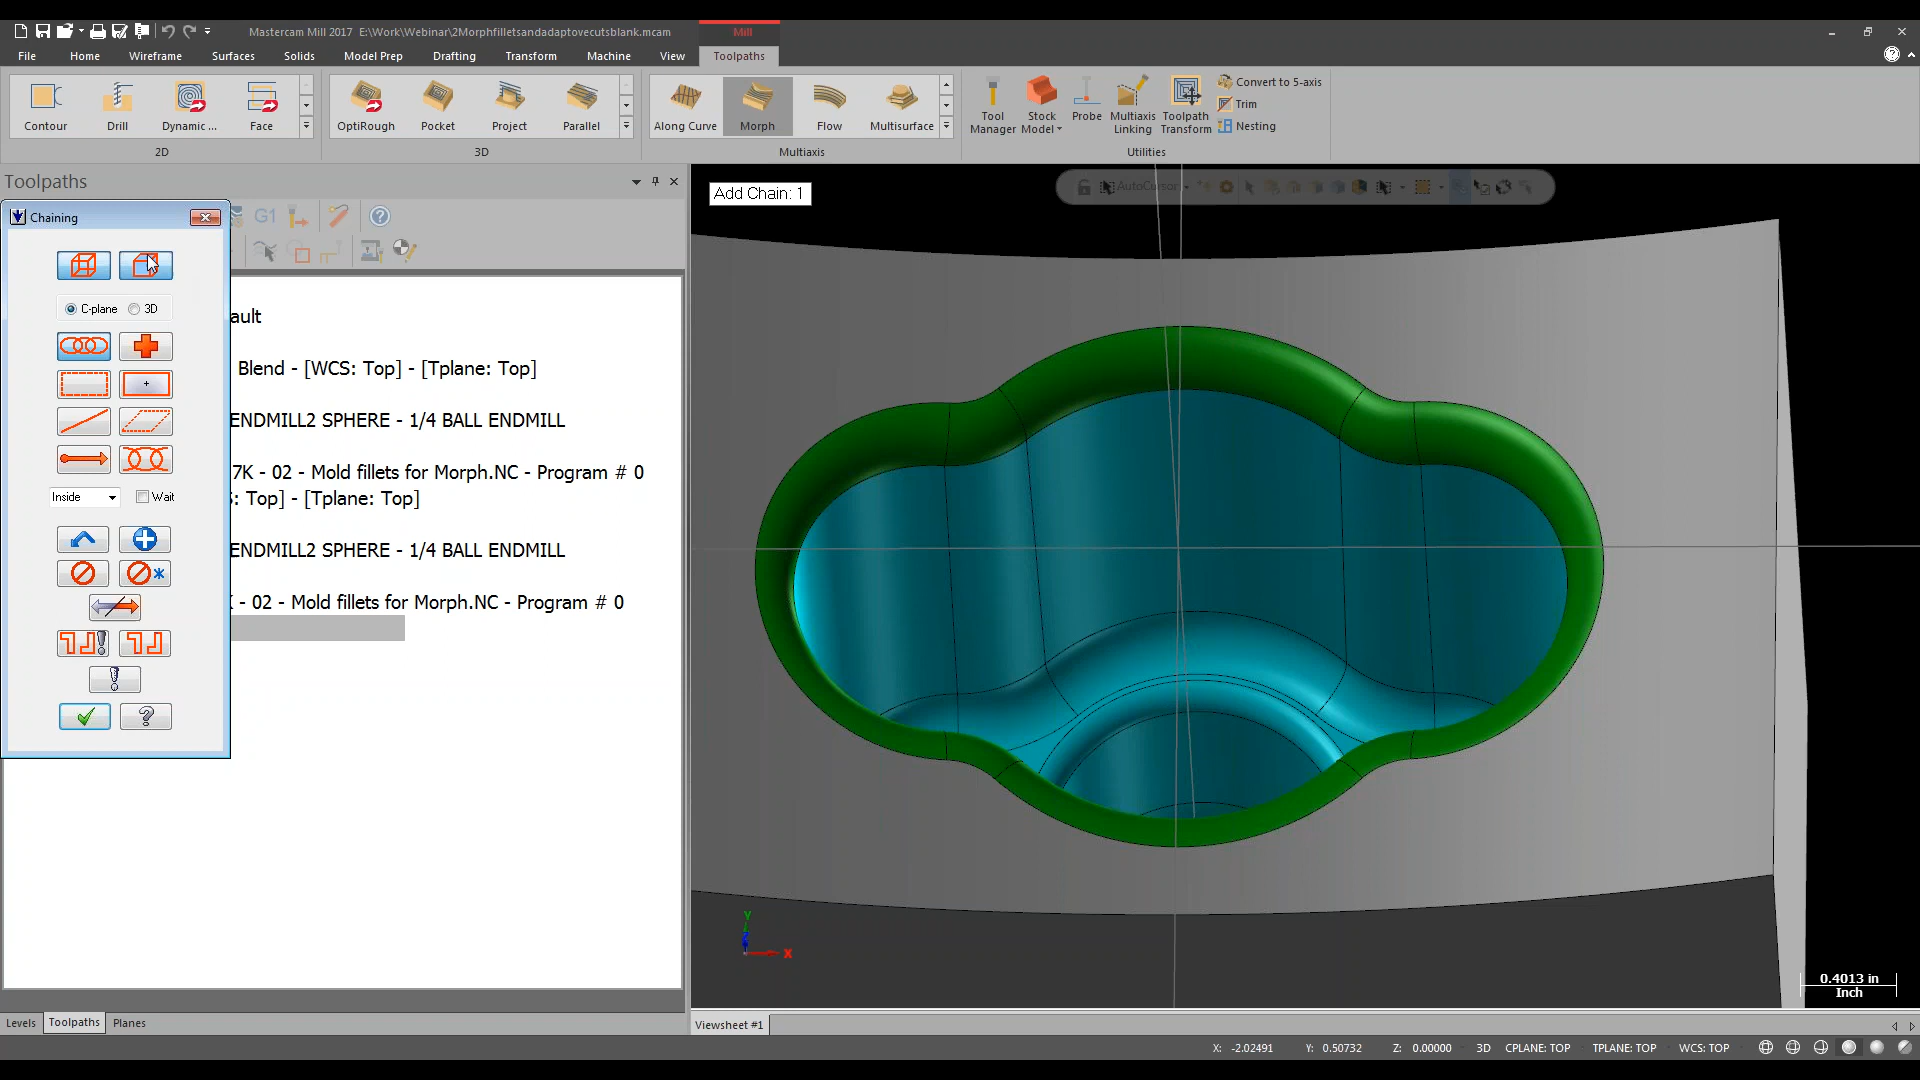 Mastercam Mill 2017 E:\Work\Webinar\2Morphfilletsandadaptovecutsblank.mcam
Mill
File Home Wireframe Surfaces Solids Model Prep Drafting Transform Machine View Toolpaths
Contour Drill Dynamic ... Face OptiRough Pocket Project Parallel Along Curve Morph Flow Multisurface
Tool Manager Stock Model Probe Multiaxis Linking Toolpath Transform
Convert to 5-axis
Trim
Nesting
2D 3D Multiaxis Utilities
Toolpaths
Chaining
G1
C-plane 3D
Inside Wait
ault
Blend - [WCS: Top] - [Tplane: Top]
ENDMILL2 SPHERE - 1/4 BALL ENDMILL
7K - 02 - Mold fillets for Morph.NC - Program # 0
: Top] - [Tplane: Top]
ENDMILL2 SPHERE - 1/4 BALL ENDMILL
- 02 - Mold fillets for Morph.NC - Program # 0
Add Chain: 1
AutoCursor
Y
Z
X
0.4013 in
Inch
Levels Toolpaths Planes
Viewsheet #1
X: -2.02491 Y: 0.50732 Z: 0.00000 3D CPLANE: TOP TPLANE: TOP WCS: TOP